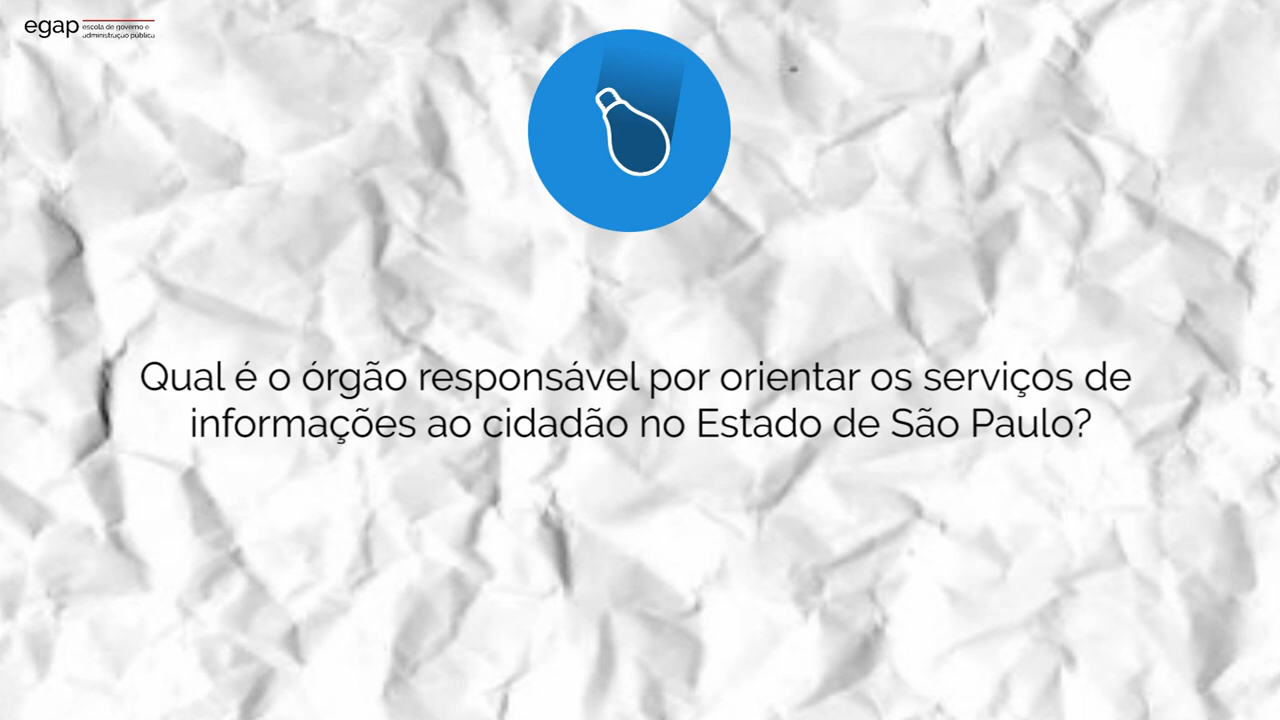 egap
escola de governo e
administração pública
Qual é o órgão responsável por orientar os serviços de
informações ao cidadão no Estado de São Paulo?